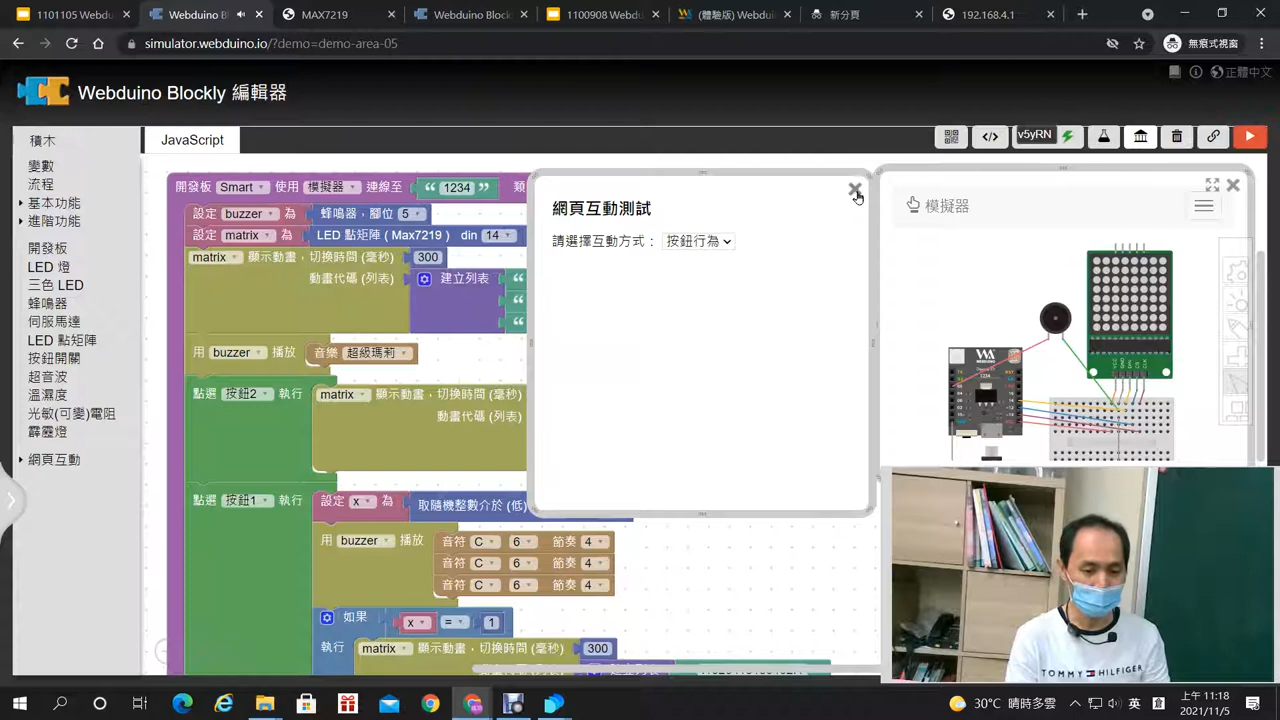 1101105 Webdu
Webduino Block
MAX7219
Webduino Block
1100908 Webdu
(體驗版) Webdu
新分頁
192.168.4.1
simulator.webduino.io/?demo=demo-area-05
無痕式視窗
正體中文
Webduino Blockly 編輯器
積木
JavaScript
v5yRN
變數
流程
基本功能
進階功能
開發板
LED 燈
三色 LED
蜂鳴器
伺服馬達
LED 點矩陣
按鈕開關
超音波
溫濕度
光敏(可變)電阻
霹靂燈
網頁互動
開發板 Smart 使用 模擬器 連線至 “ 1234 ” 類
設定 buzzer 為 蜂鳴器,腳位 5
設定 matrix 為 LED 點矩陣 ( Max7219 ) din 14
matrix 顯示動畫,切換時間 (毫秒) 300
動畫代碼 (列表) 建立列表
用 buzzer 播放 音樂 超級瑪莉
點選 按鈕2 執行 matrix 顯示動畫,切換時間 (毫秒)
動畫代碼 (列表)
點選 按鈕1 執行 設定 x 為 取隨機整數介於 (低)
用 buzzer 播放 音符 C 6 節奏 4
音符 C 6 節奏 4
音符 C 6 節奏 4
如果 x = 1
執行 matrix 顯示動畫,切換時間 (毫秒) 300
網頁互動測試
請選擇互動方式: 按鈕行為
模擬器
1234
TOMMY HILFIGER
30°C 晴時多雲
英
上午 11:18
2021/11/5